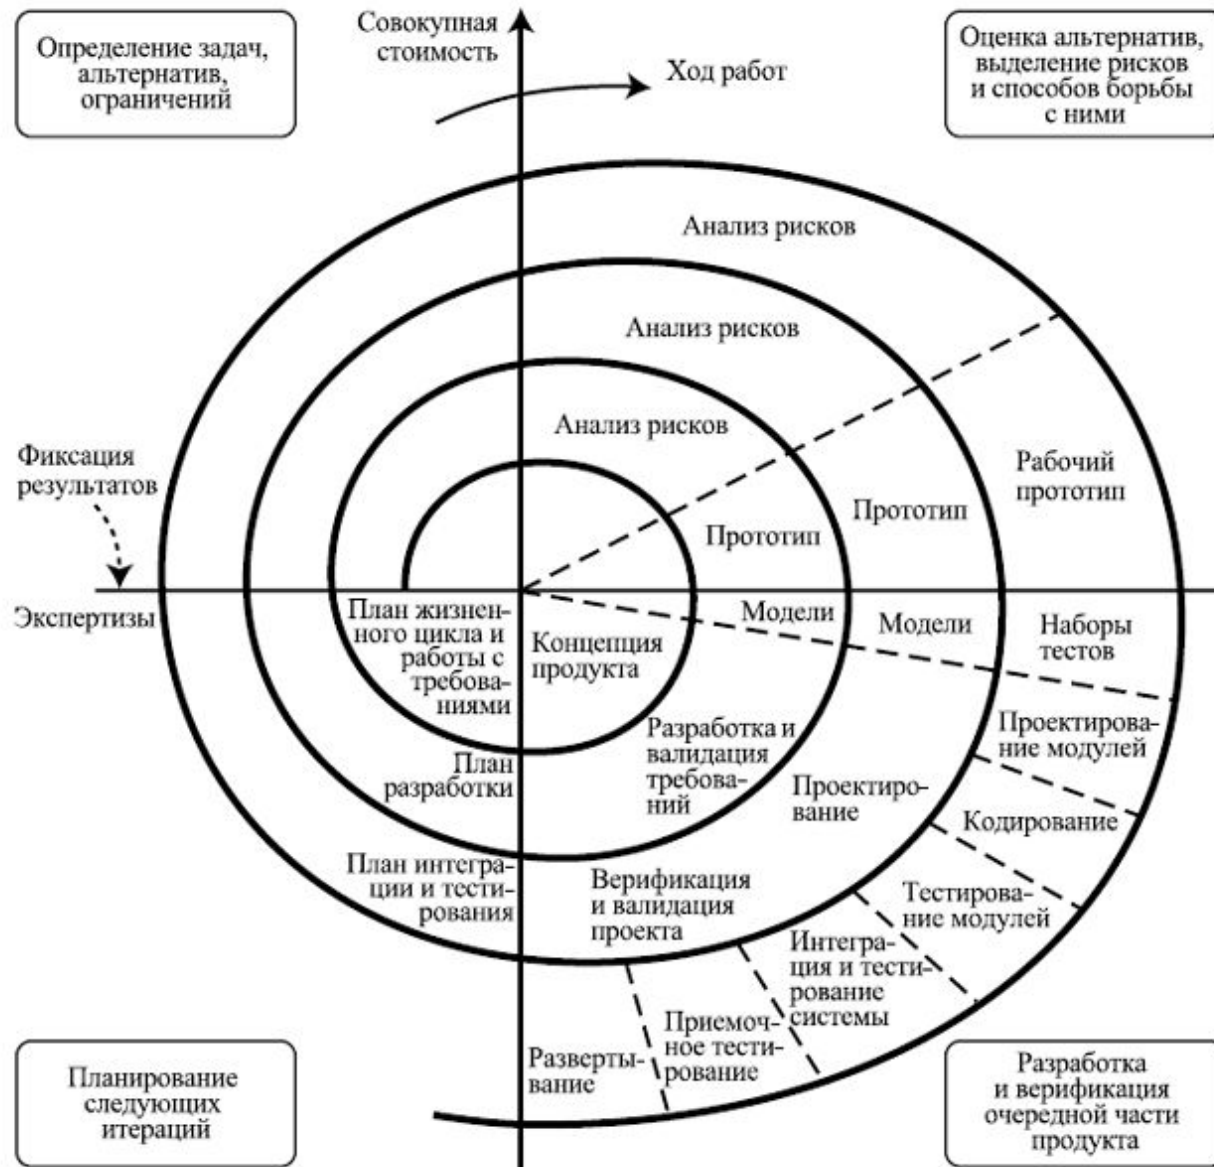 Определение задач,
альтернатив,
ограничений
Совокупная
стоимость
Ход работ
Оценка альтернатив,
выделение рисков
и способов борьбы
с ними
Анализ рисков
Анализ рисков
Анализ рисков
Фиксация
результатов
Рабочий
прототип
Прототип
Прототип
Экспертизы
План жизнен-
ного цикла и
работы с
требова-
ниями
Концепция
продукта
Модели
Модели
Наборы
тестов
План
разработки
Разработка и
валидация
требова-
ний
Проектиро-
вание
Проектирова-
ние модулей
Кодирование
План интегра-
ции и тести-
рования
Верификация
и валидация
проекта
Тестирова-
ние модулей
Интегра-
ция и тести-
рование
системы
Приемоч-
ное тести-
рование
Разверты-
вание
Планирование
следующих
итераций
Разработка
и верификация
очередной части
продукта